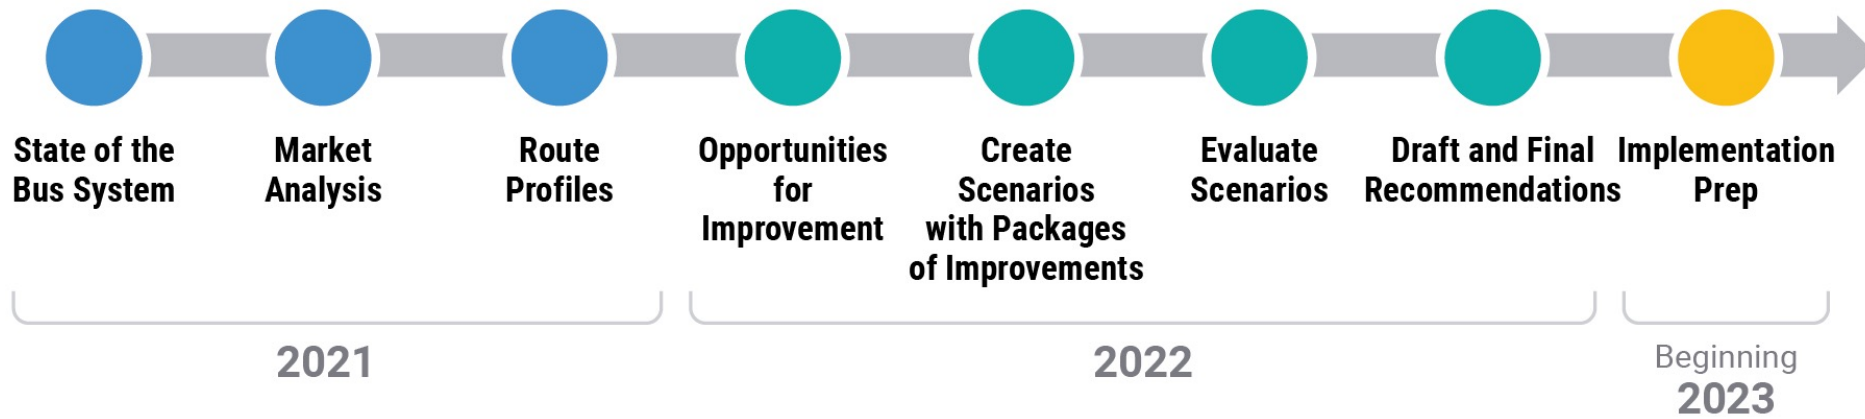 State of the
Bus System
Market
Analysis
Route
Profiles
Opportunities
for
Improvement
Create
Scenarios
with Packages
of Improvements
Evaluate
Scenarios
Draft and Final
Recommendations
Implementation
Prep
2021
2022
Beginning
2023